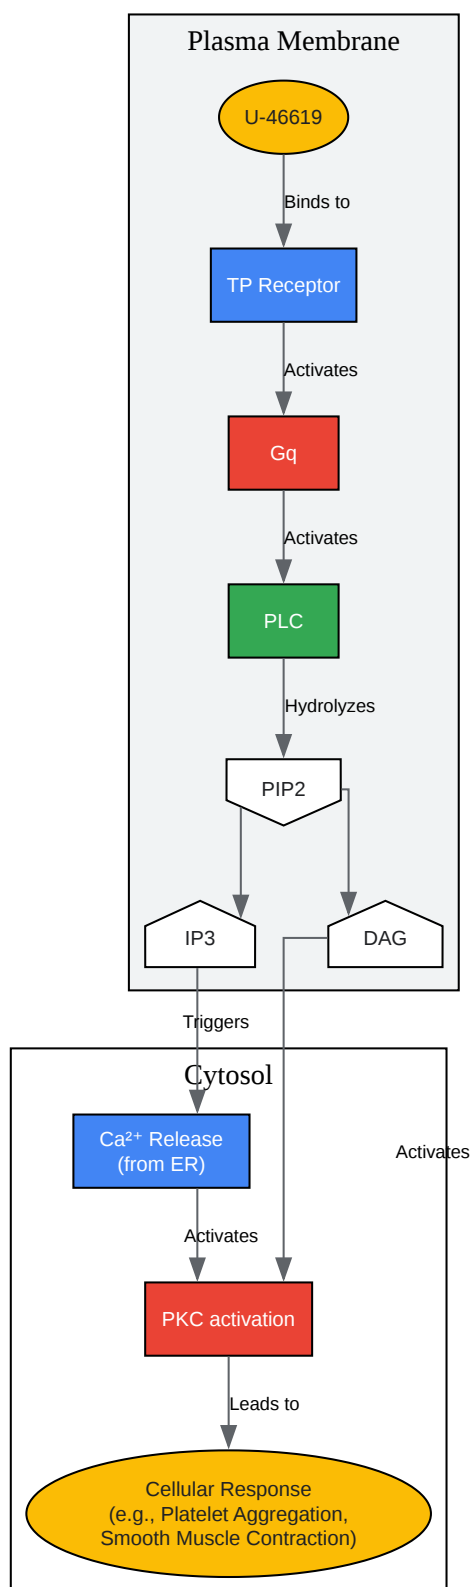 Plasma Membrane
U-46619
Binds to
TP Receptor
Activates
Gq
Activates
PLC
Hydrolyzes
PIP2
IP3
DAG
Triggers
Cytosol
Ca²⁺ Release
(from ER)
Activates
Activates
PKC activation
Leads to
Cellular Response
(e.g., Platelet Aggregation,
Smooth Muscle Contraction)